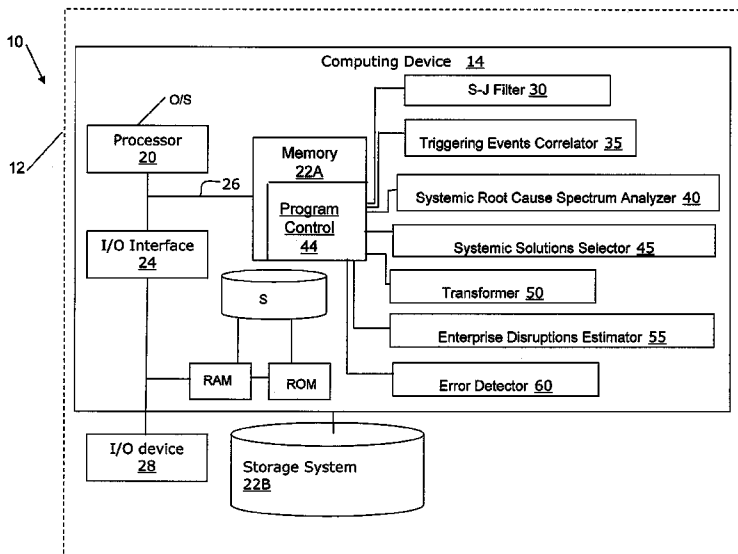 10
12
Computing Device 14
O/S
Processor
20
26
I/O Interface
24
Memory
22A
Program
Control
44
S
RAM
ROM
S-J Filter 30
Triggering Events Correlator 35
Systemic Root Cause Spectrum Analyzer 40
Systemic Solutions Selector 45
Transformer 50
Enterprise Disruptions Estimator 55
Error Detector 60
I/O device
28
Storage System
22B